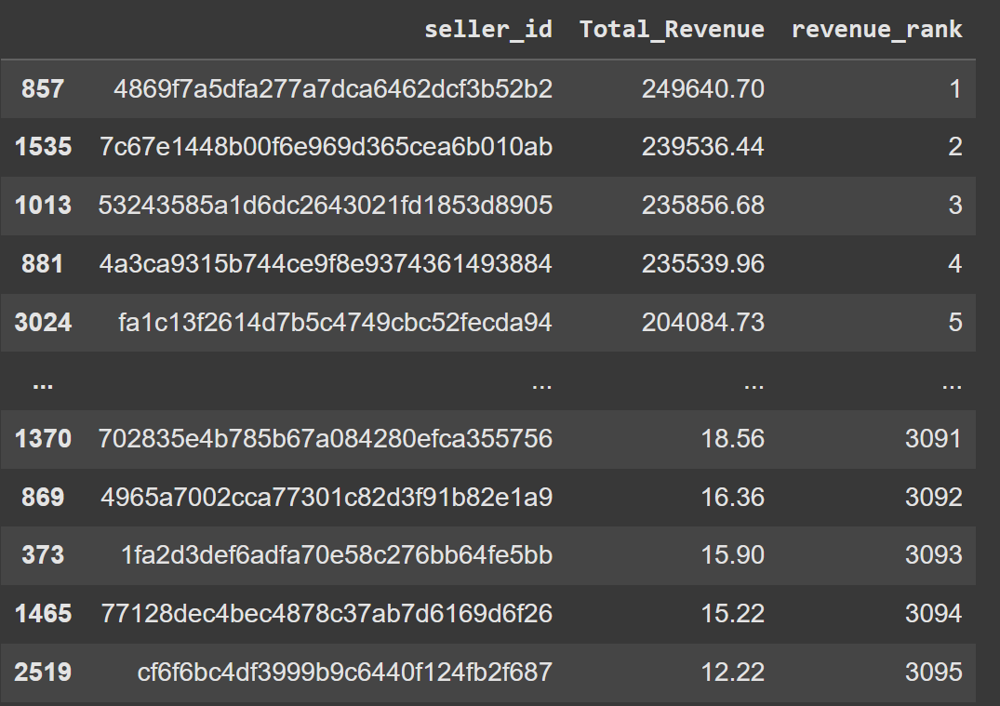 seller_id Total_Revenue revenue_rank
857 4869f7a5dfa277a7dca6462dcf3b52b2 249640.70 1
1535 7c67e1448b00f6e969d365cea6b010ab 239536.44 2
1013 53243585a1d6dc2643021fd1853d8905 235856.68 3
881 4a3ca9315b744ce9f8e9374361493884 235539.96 4
3024 fa1c13f2614d7b5c4749cbc52fecda94 204084.73 5
... ... ... ...
1370 702835e4b785b67a084280efca355756 18.56 3091
869 4965a7002cca77301c82d3f91b82e1a9 16.36 3092
373 1fa2d3def6adfa70e58c276bb64fe5bb 15.90 3093
1465 77128dec4bec4878c37ab7d6169d6f26 15.22 3094
2519 cf6f6bc4df3999b9c6440f124fb2f687 12.22 3095